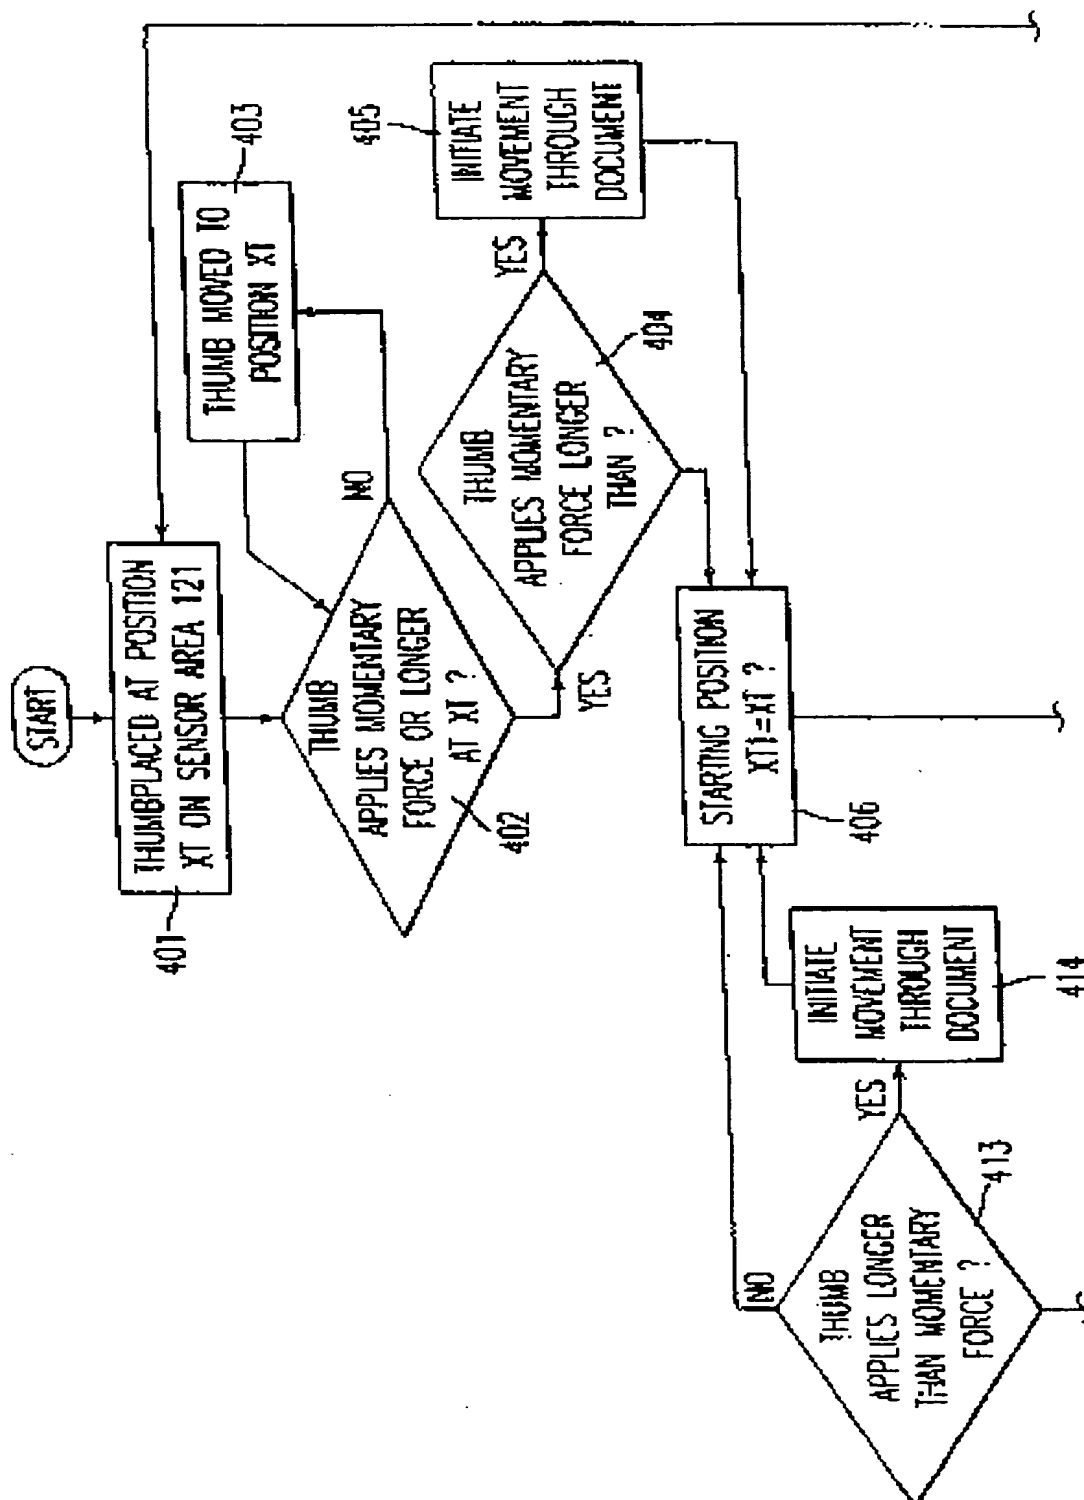 START
THUMBPLACED AT POSITION
XT ON SENSOR AREA 121
401
THUMB
APPLIES MOMENTARY
FORCE OR LONGER
AT XT ?
402
NO
THUMB MOVED TO
POSITION XT
403
YES
THUMB
APPLIES MOMENTARY
FORCE LONGER
THAN ?
404
YES
INITIATE
MOVEMENT
THROUGH
DOCUMENT
405
STARTING POSITION
XT1=XT ?
406
THUMB
APPLIES LONGER
THAN MOMENTARY
FORCE ?
413
NO
YES
INITIATE
MOVEMENT
THROUGH
DOCUMENT
414